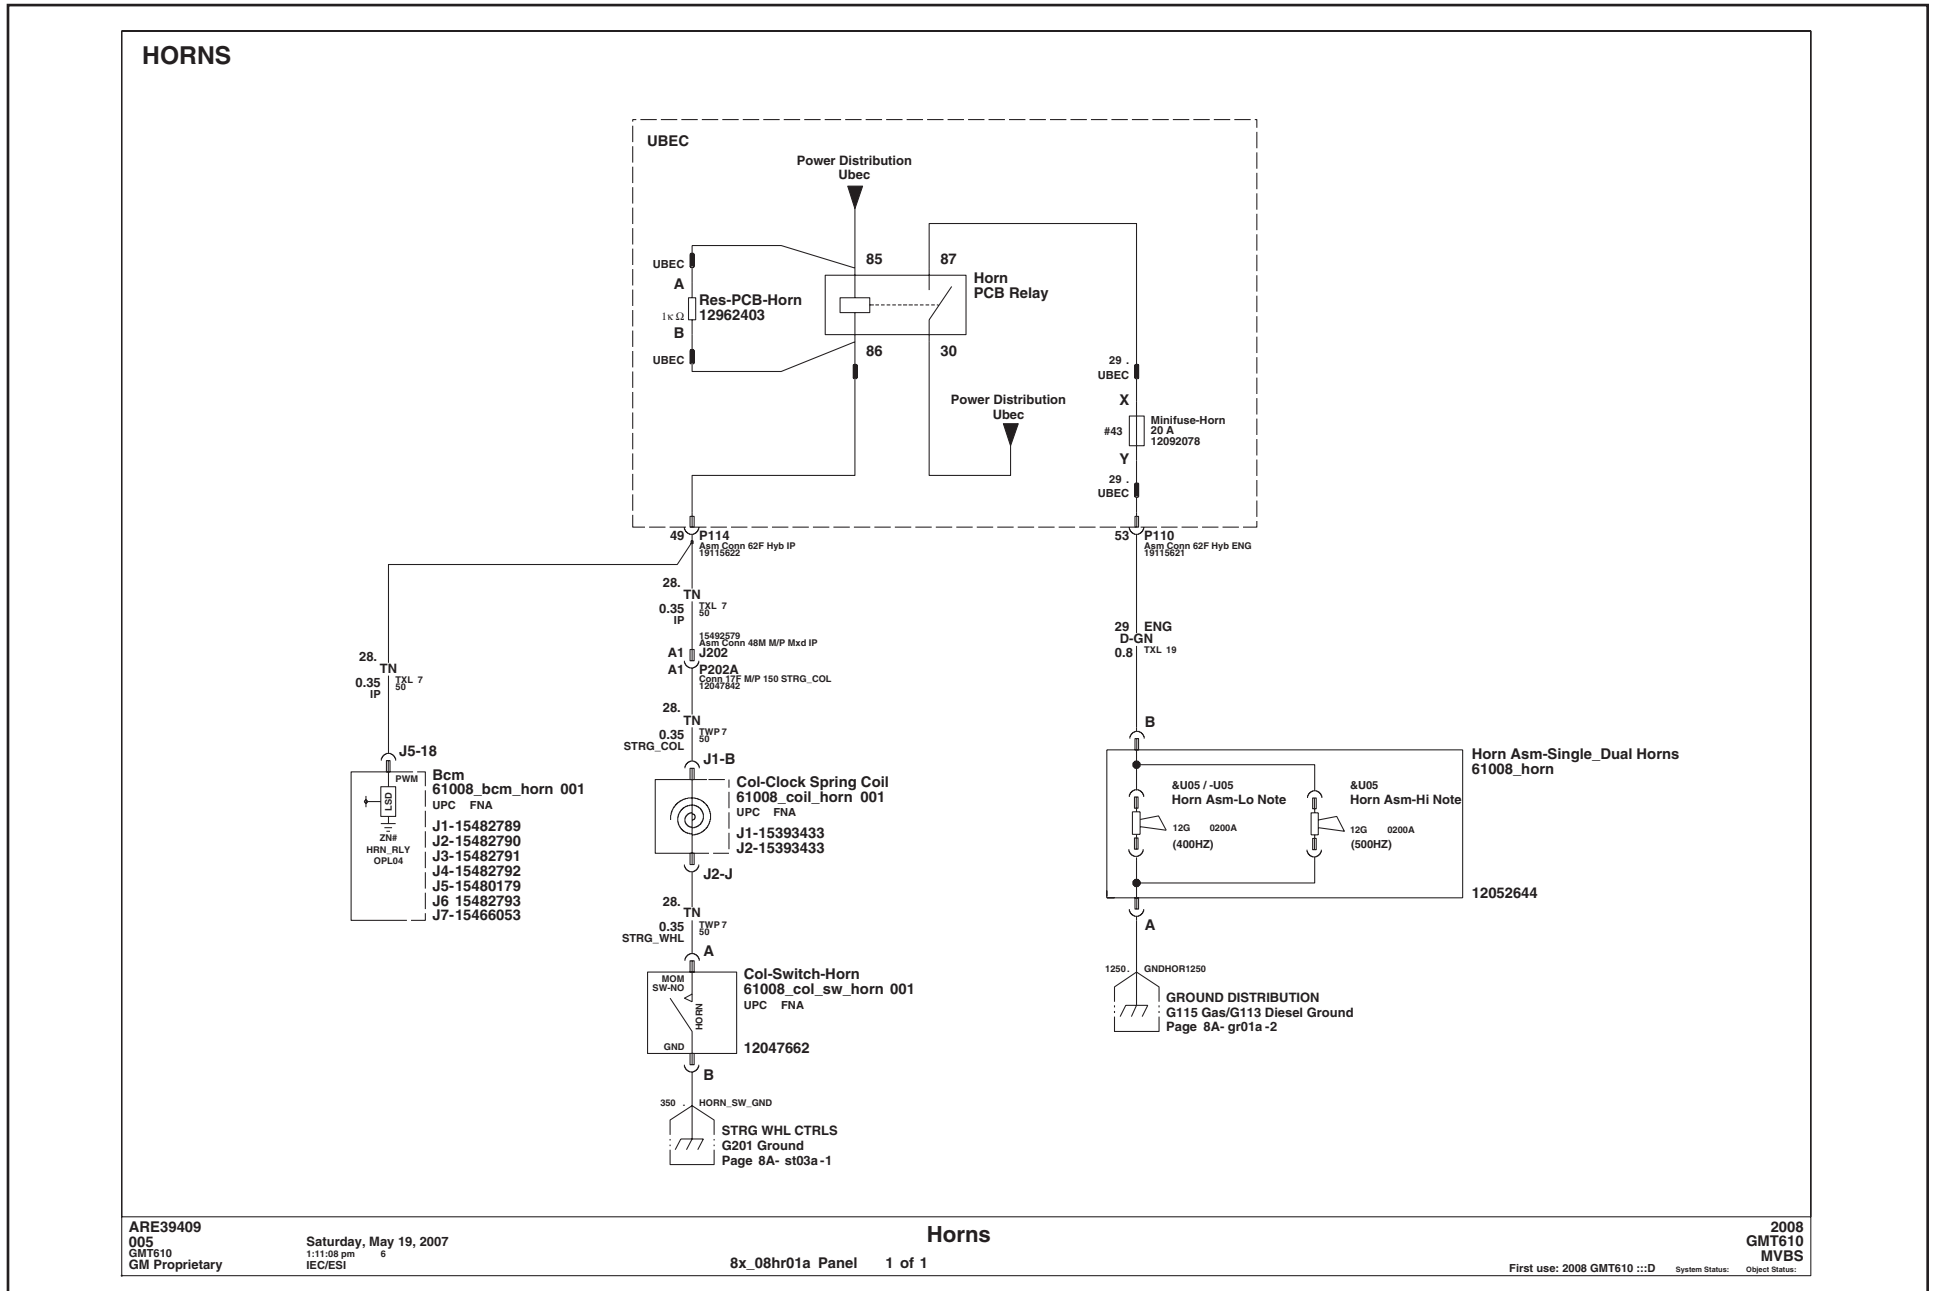 HORNS
UBEC
Power Distribution
Ubec
85
87
UBEC
A
Horn
PCB Relay
Res-PCB-Horn
1κ Ω
12962403
B
UBEC
86
30
29 .
UBEC
Power Distribution
Ubec
X
#43
Minifuse-Horn
20 A
12092078
Y
29 .
UBEC
49
P114
Asm Conn 62F Hyb IP
19115622
53
P110
Asm Conn 62F Hyb ENG
19115621
28.
TN
0.35
IP
TXL 7
50
15492579
Asm Conn 48M M/P Mxd IP
A1
J202
A1
P202A
Conn 17F M/P 150 STRG_COL
12047842
29
ENG
D-GN
0.8
TXL 19
28.
TN
0.35
IP
TXL 7
50
28.
TN
0.35
STRG_COL
TWP 7
50
J5-18
J1-B
B
PWM
LSD
ZN#
HRN_RLY
OPL04
Bcm
61008_bcm_horn 001
UPC FNA
J1-15482789
J2-15482790
J3-15482791
J4-15482792
J5-15480179
J6 15482793
J7-15466053
Col-Clock Spring Coil
61008_coil_horn 001
UPC FNA
J1-15393433
J2-15393433
J2-J
Horn Asm-Single_Dual Horns
61008_horn
&U05 / -U05
Horn Asm-Lo Note
12G 0200A
(400HZ)
&U05
Horn Asm-Hi Note
12G 0200A
(500HZ)
12052644
28.
TN
0.35
STRG_WHL
TWP 7
50
A
A
MOM
SW-NO
HORN
GND
Col-Switch-Horn
61008_col_sw_horn 001
UPC FNA
12047662
B
1250. GNDHOR1250
GROUND DISTRIBUTION
G115 Gas/G113 Diesel Ground
Page 8A- gr01a -2
350 . HORN_SW_GND
STRG WHL CTRLS
G201 Ground
Page 8A- st03a -1
ARE39409
005
GMT610
GM Proprietary
Saturday, May 19, 2007
1:11:08 pm 6
IEC/ESI
Horns
8x_08hr01a Panel 1 of 1
2008
GMT610
MVBS
First use: 2008 GMT610 :::D System Status: Object Status: